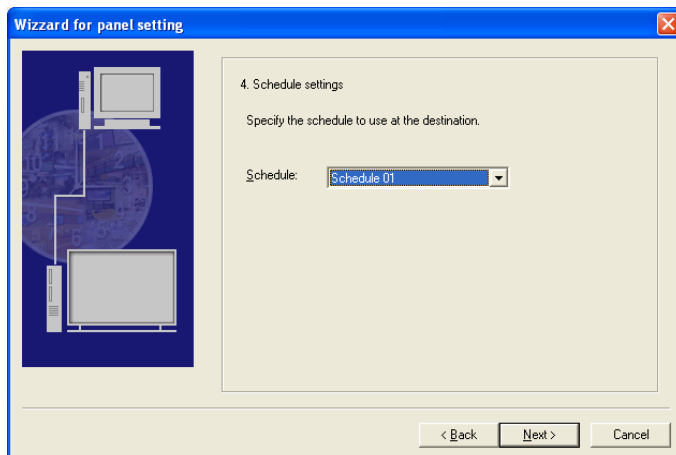 Wizzard for panel setting
4. Schedule settings
Specify the schedule to use at the destination.
Schedule: Schedule 01
< Back Next > Cancel